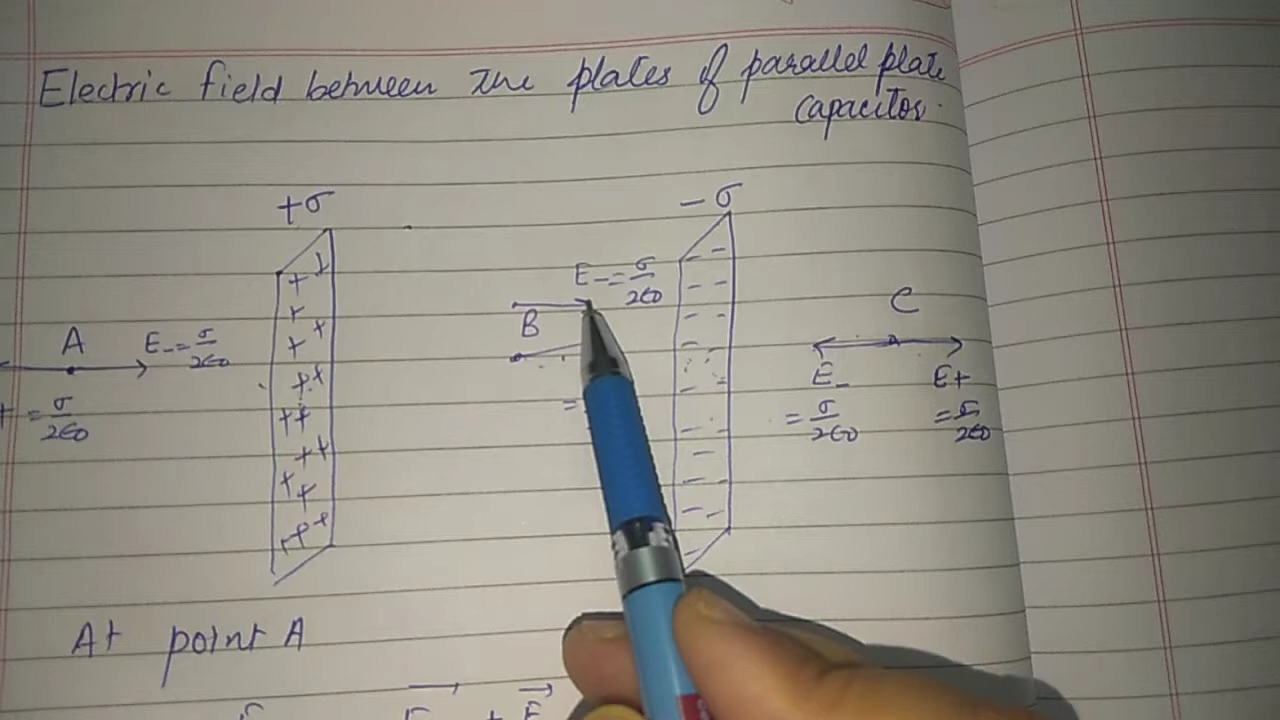 Electric field between the plates of parallel plate
capacitor.
+σ
-σ
E- = σ/2ε0
B
A
E- = σ/2ε0
+ = σ/2ε0
=
C
E-
= σ/2ε0
E+
= σ/2ε0
At point A